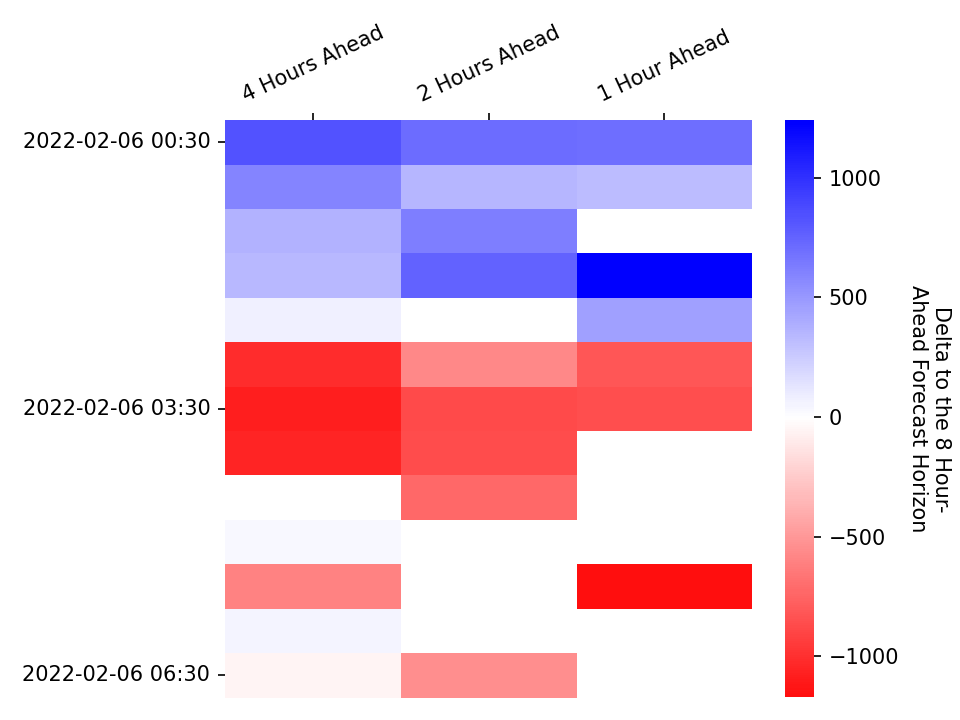 4 Hours Ahead
2 Hours Ahead
1 Hour Ahead
2022-02-06 00:30
2022-02-06 03:30
2022-02-06 06:30
1000
500
0
−500
−1000
Delta to the 8 Hour-
Ahead Forecast Horizon